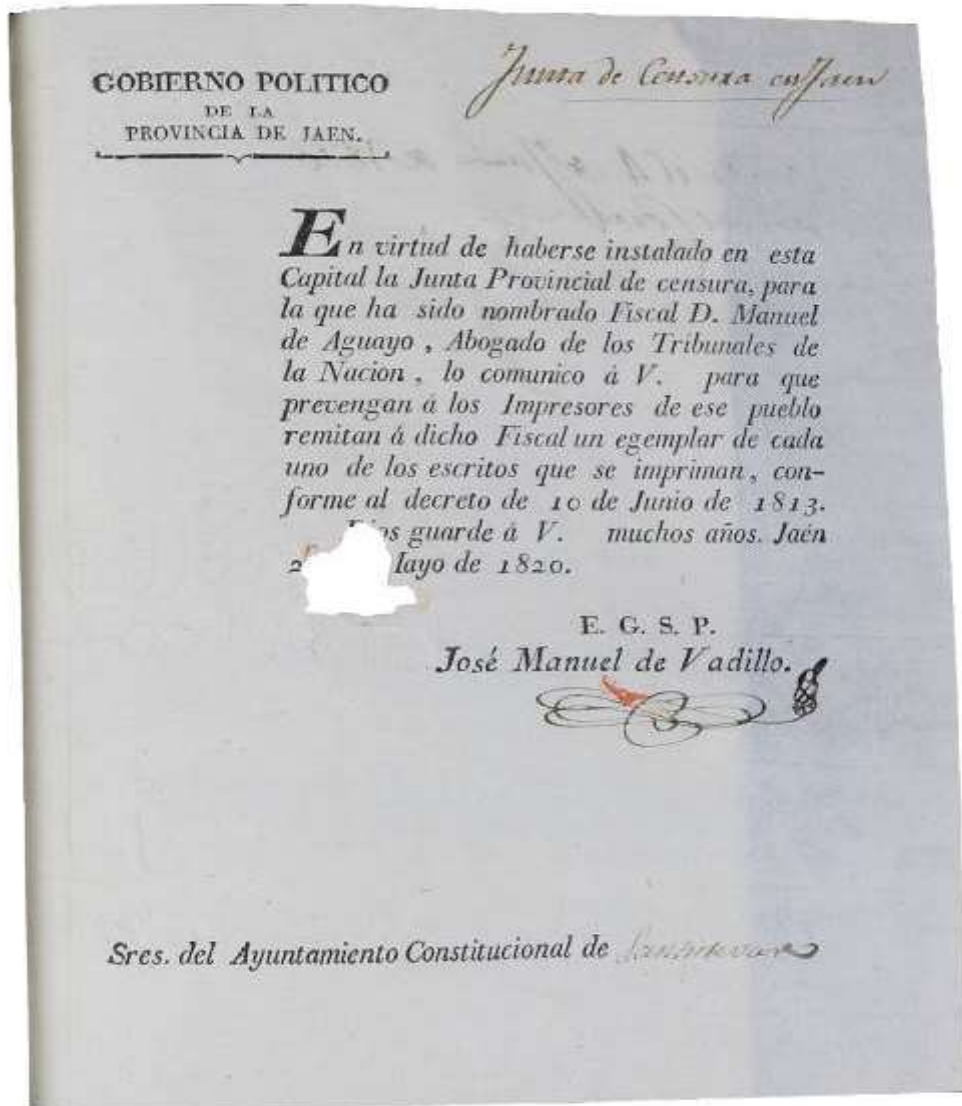 GOBIERNO POLITICO
DE LA
PROVINCIA DE JAEN.
Junta de Censura en Jaen
En virtud de haberse instalado en esta
Capital la Junta Provincial de censura, para
la que ha sido nombrado Fiscal D. Manuel
de Aguayo, Abogado de los Tribunales de
la Nacion, lo comunico á V. para que
prevengan á los Impresores de ese pueblo
remitan á dicho Fiscal un egemplar de cada
uno de los escritos que se impriman, con-
forme al decreto de 10 de Junio de 1813.
os guarde á V. muchos años. Jaén
2 ayo de 1820.
E. G. S. P.
José Manuel de Vadillo.
Sres. del Ayuntamiento Constitucional de